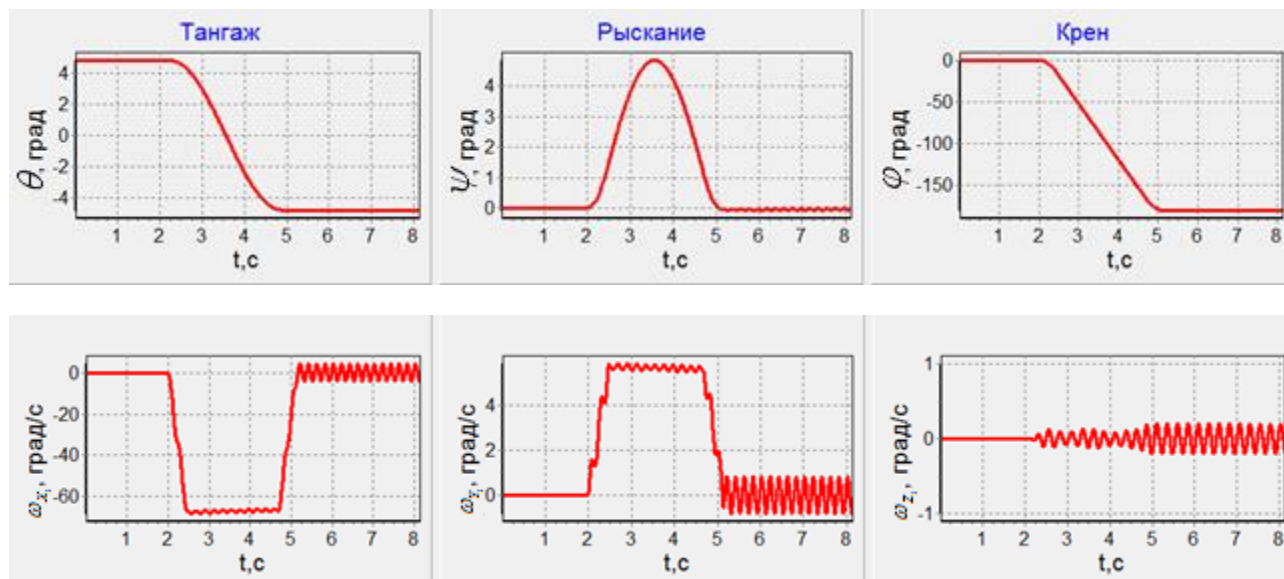 Тангаж Рыскание Крен
θ, град 4 2 0 -2 -4 1 2 3 4 5 6 7 8 t,с
ψ, град 4 3 2 1 0 1 2 3 4 5 6 7 8 t,с
φ, град 0 -50 -100 -150 1 2 3 4 5 6 7 8 t,с
ωx₁, град/с 0 -20 -40 -60 1 2 3 4 5 6 7 8 t,с
ωy₁, град/с 4 2 0 1 2 3 4 5 6 7 8 t,с
ωz₁, град/с 1 0 -1 1 2 3 4 5 6 7 8 t,с